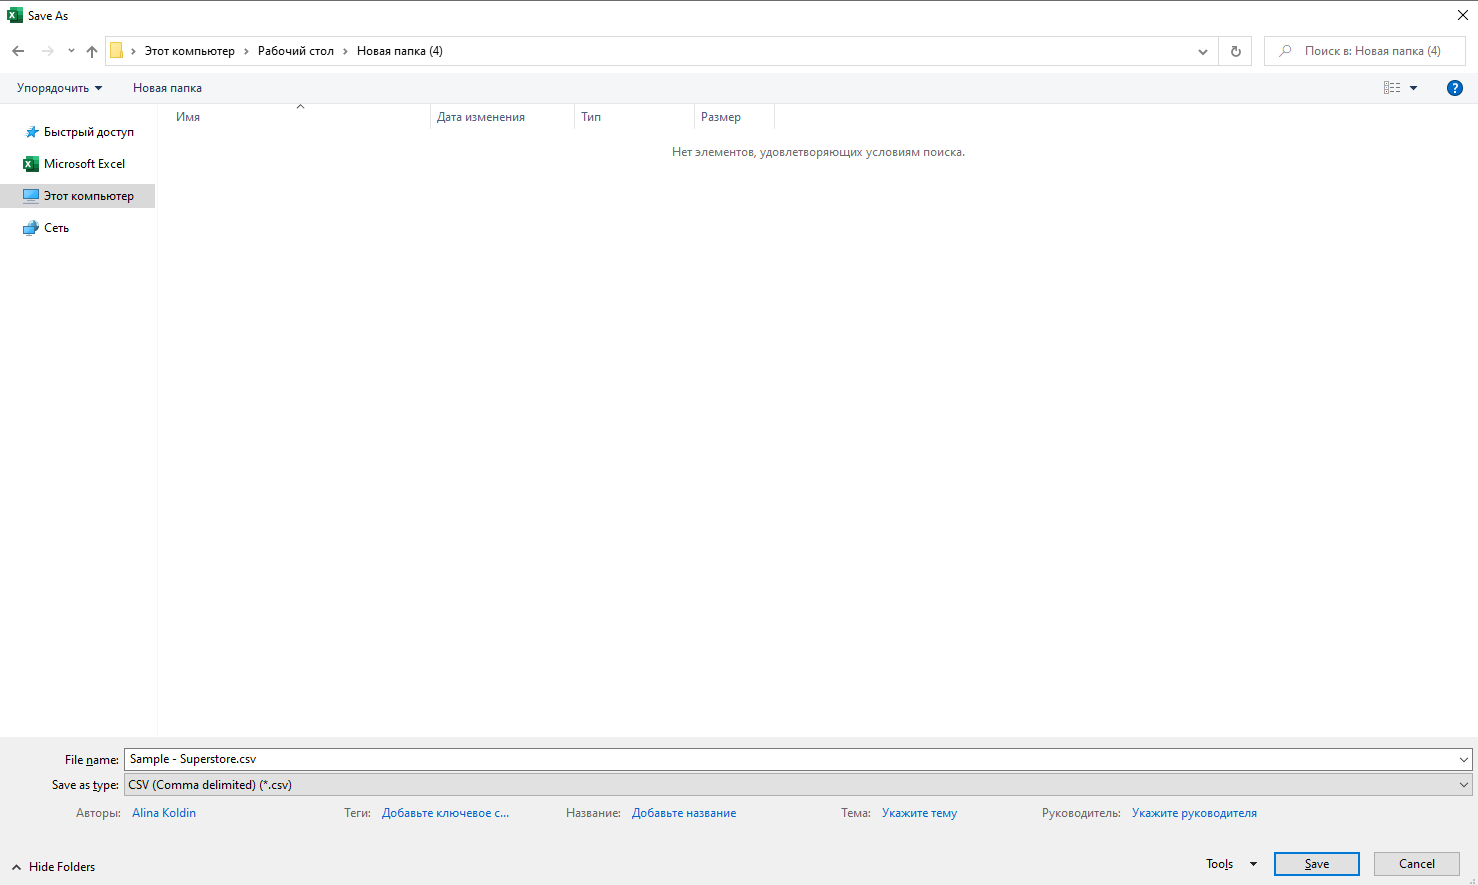 Save As
Этот компьютер > Рабочий стол > Новая папка (4)
Поиск в: Новая папка (4)
Упорядочить
Новая папка
Имя
Дата изменения
Тип
Размер
Нет элементов, удовлетворяющих условиям поиска.
Быстрый доступ
Microsoft Excel
Этот компьютер
Сеть
File name: Sample - Superstore.csv
Save as type: CSV (Comma delimited) (*.csv)
Авторы: Alina Koldin
Теги: Добавьте ключевое с...
Название: Добавьте название
Тема: Укажите тему
Руководитель: Укажите руководителя
Hide Folders
Tools
Save
Cancel